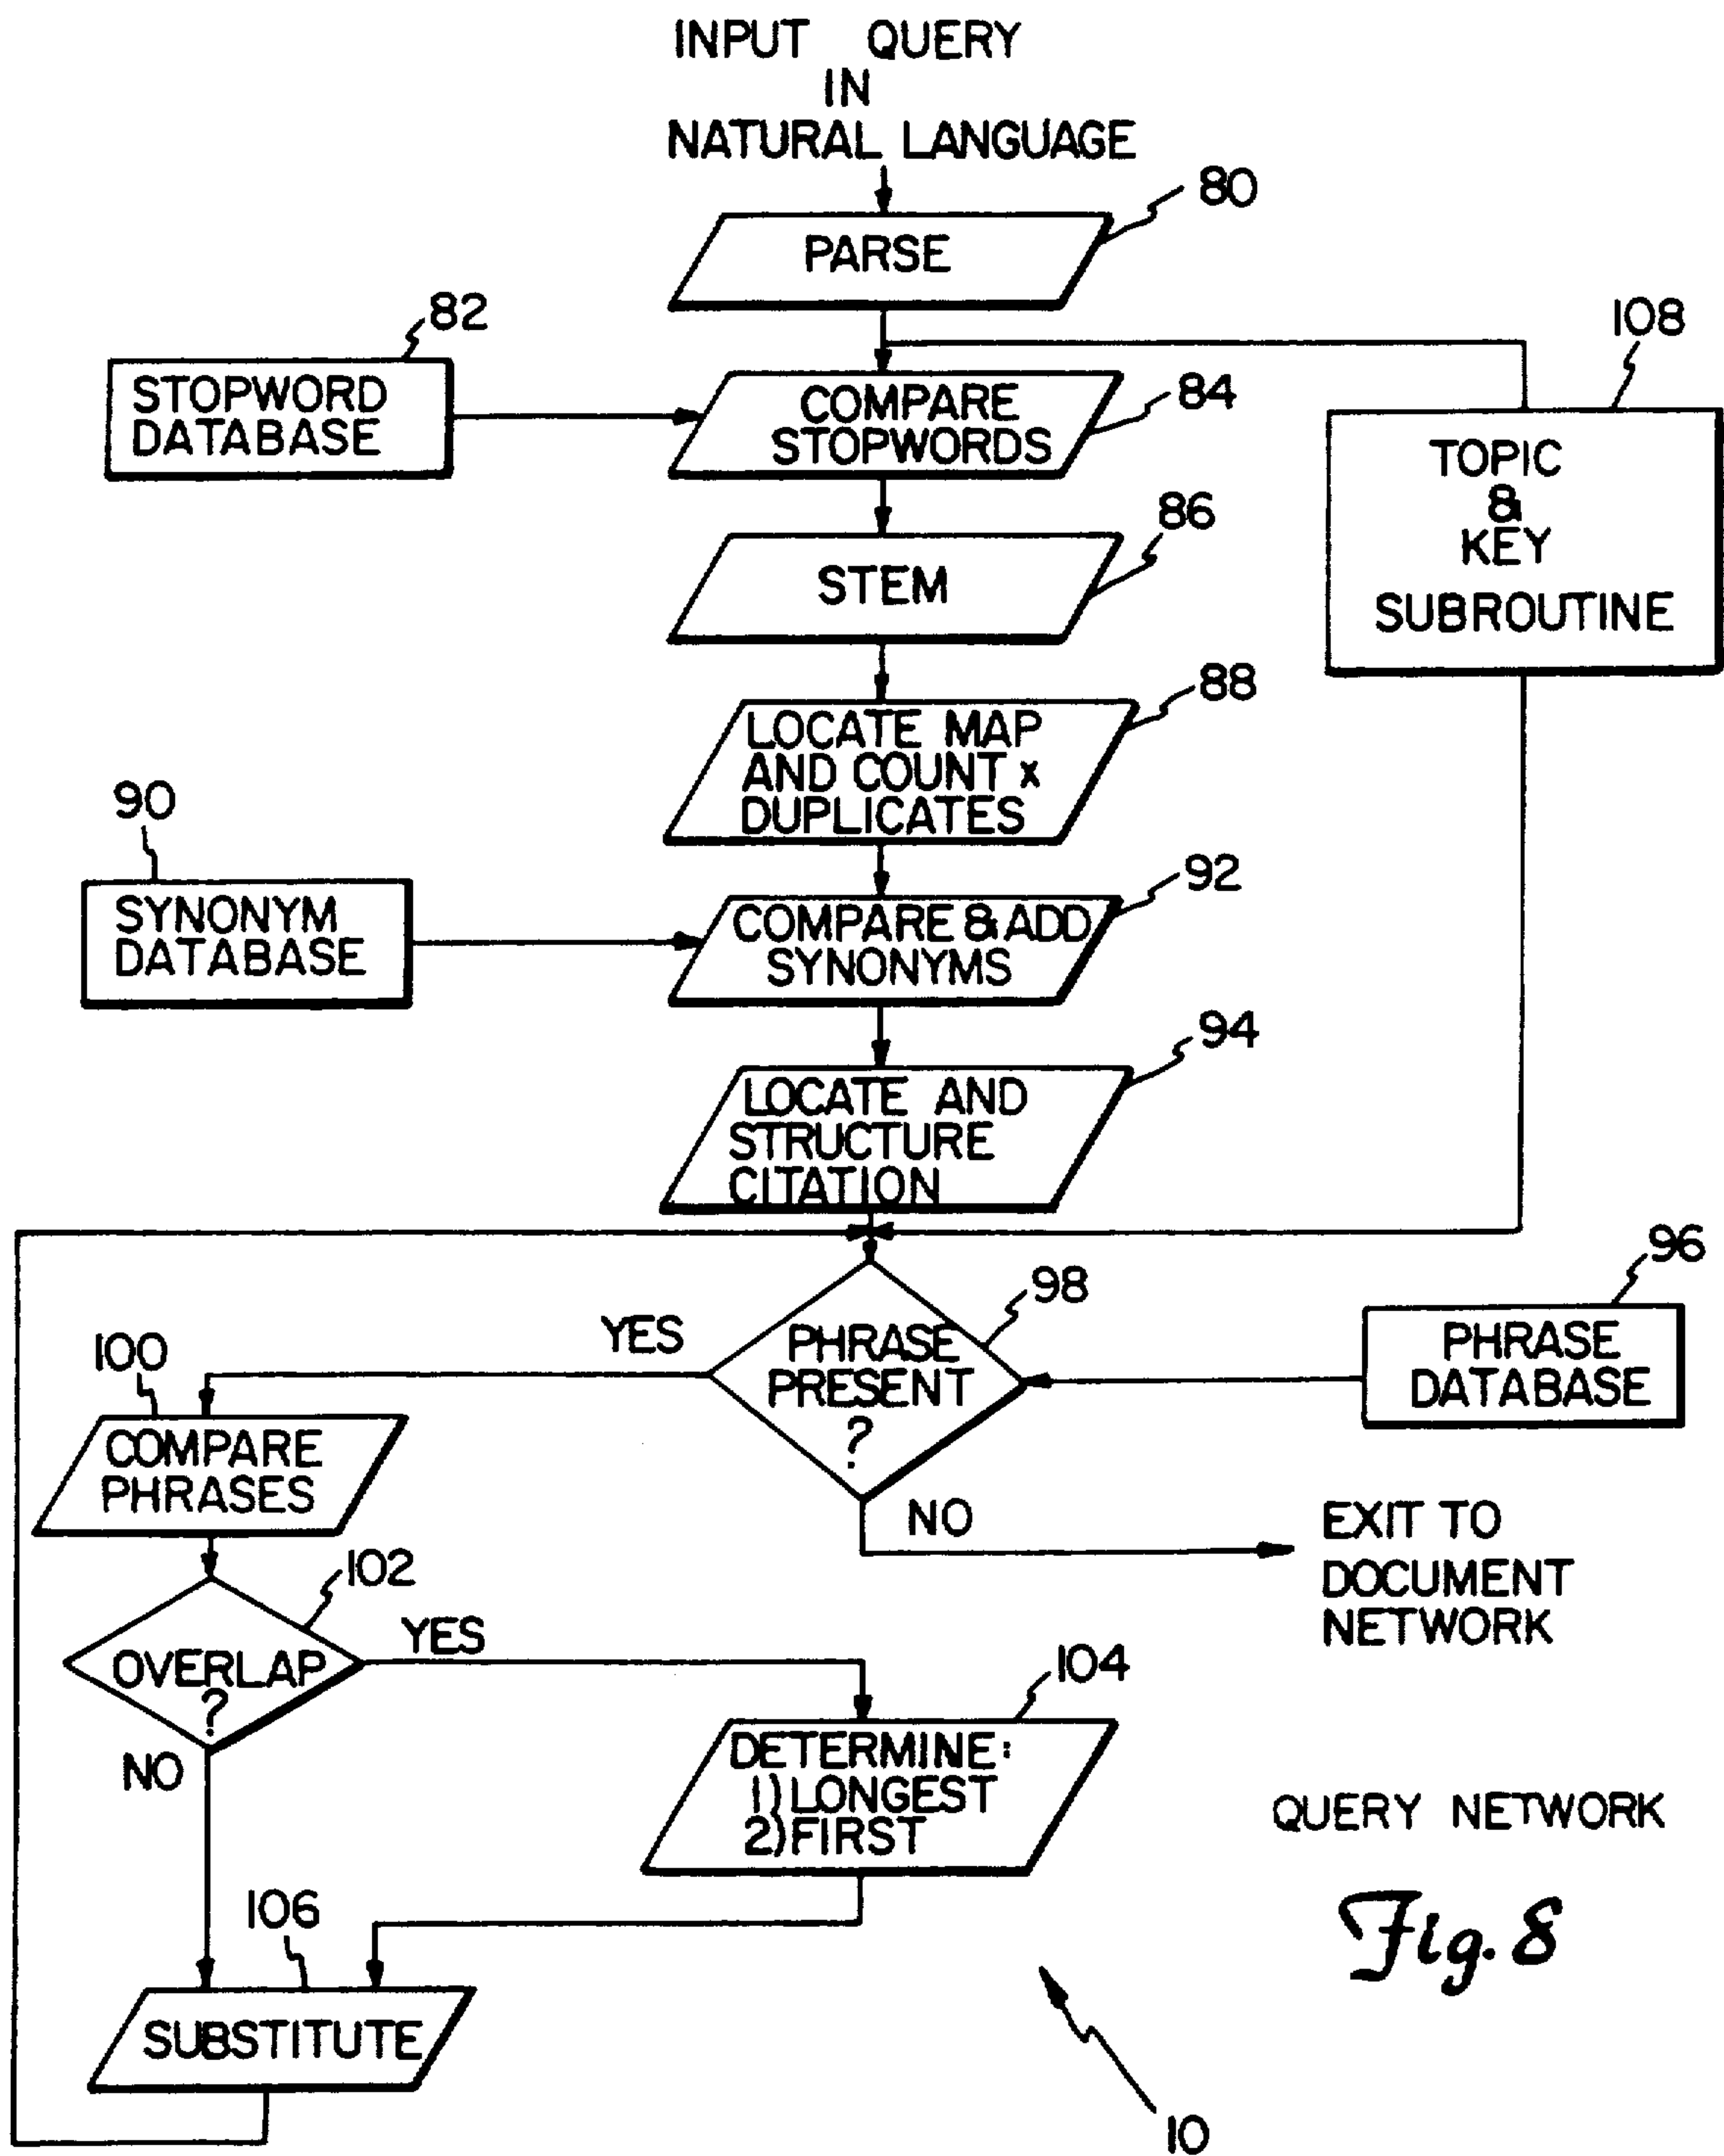 INPUT QUERY
IN
NATURAL LANGUAGE
80
PARSE
82
108
STOPWORD
DATABASE
COMPARE
STOPWORDS
84
TOPIC
&
KEY
SUBROUTINE
86
STEM
88
LOCATE MAP
AND COUNT x
DUPLICATES
90
92
SYNONYM
DATABASE
COMPARE & ADD
SYNONYMS
94
LOCATE AND
STRUCTURE
CITATION
96
98
YES
PHRASE
PRESENT
?
PHRASE
DATABASE
100
COMPARE
PHRASES
NO
EXIT TO
DOCUMENT
NETWORK
102
OVERLAP
?
YES
NO
104
DETERMINE:
1) LONGEST
2) FIRST
QUERY NETWORK
106
SUBSTITUTE
Fig. 8
10